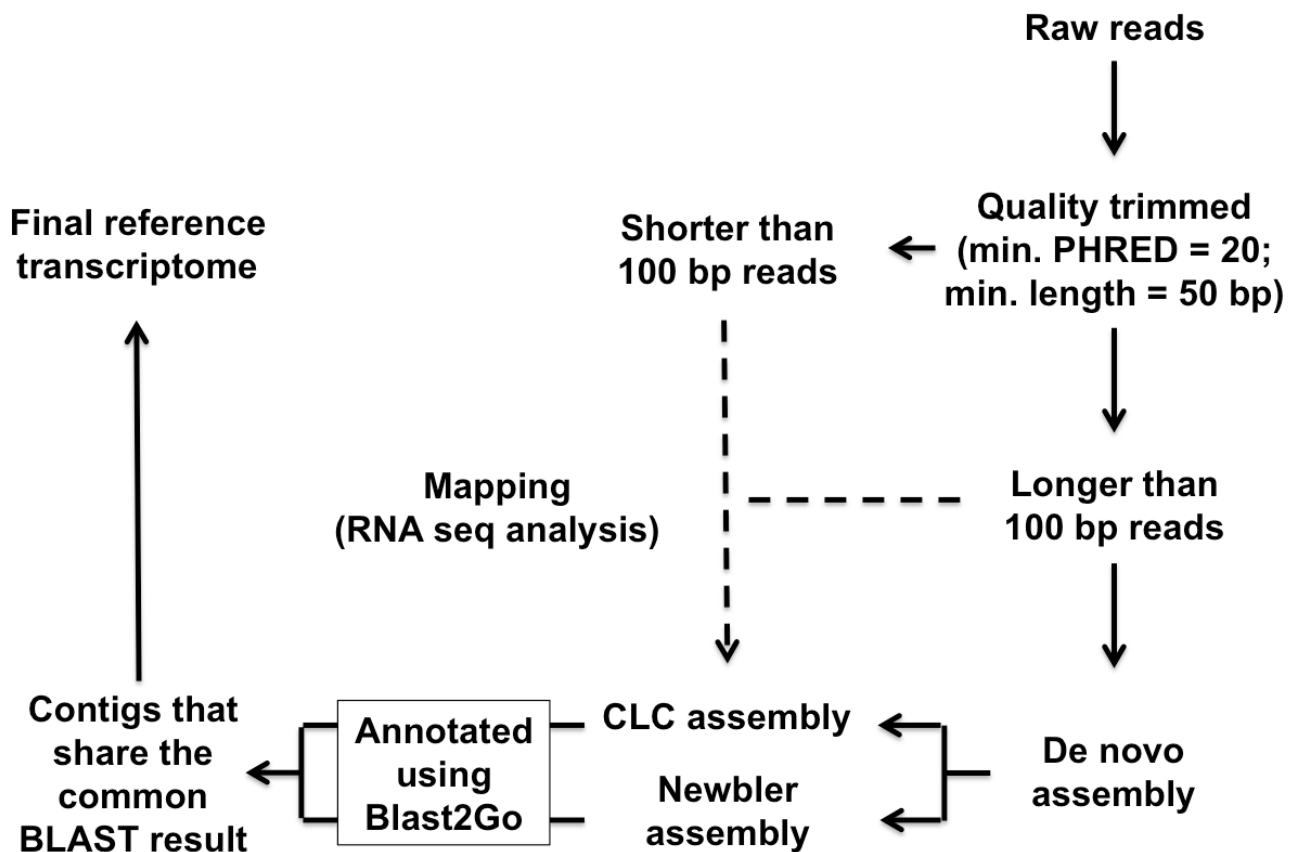 Raw reads
Quality trimmed
(min. PHRED = 20;
min. length = 50 bp)
Shorter than
100 bp reads
Final reference
transcriptome
Longer than
100 bp reads
Mapping
(RNA seq analysis)
De novo
assembly
CLC assembly
Newbler
assembly
Annotated
using
Blast2Go
Contigs that
share the
common
BLAST result